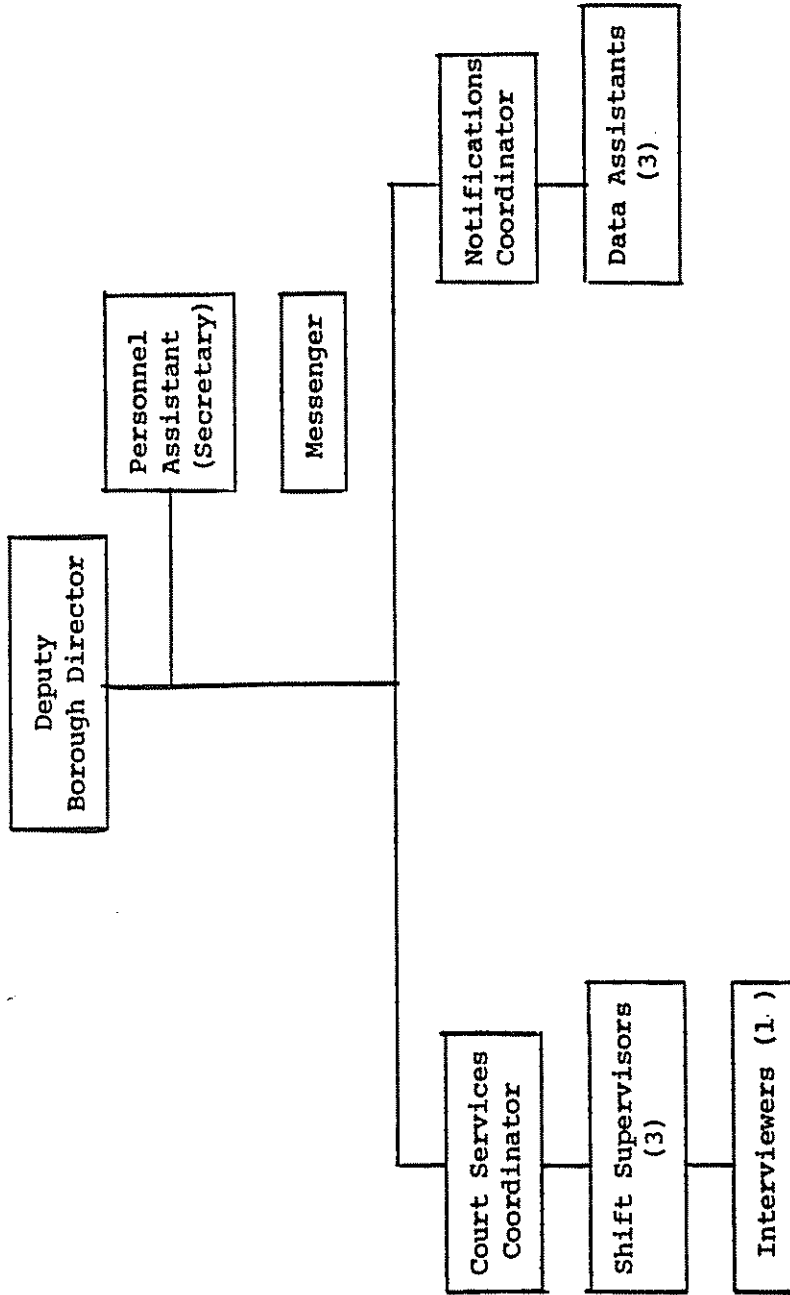 Deputy
Borough Director
Personnel
Assistant
(Secretary)
Messenger
Court Services
Coordinator
Notifications
Coordinator
Shift Supervisors
(3)
Data Assistants
(3)
Interviewers (1 )